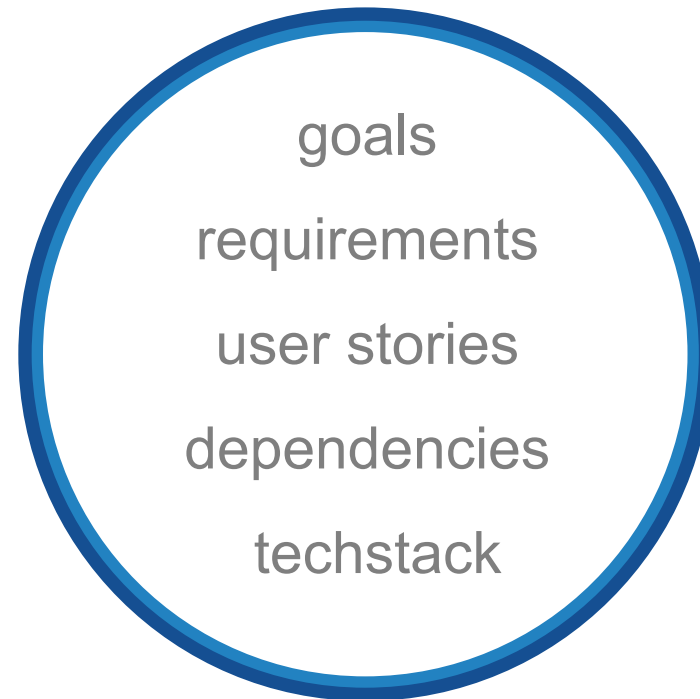 goals
requirements
user stories
dependencies
techstack